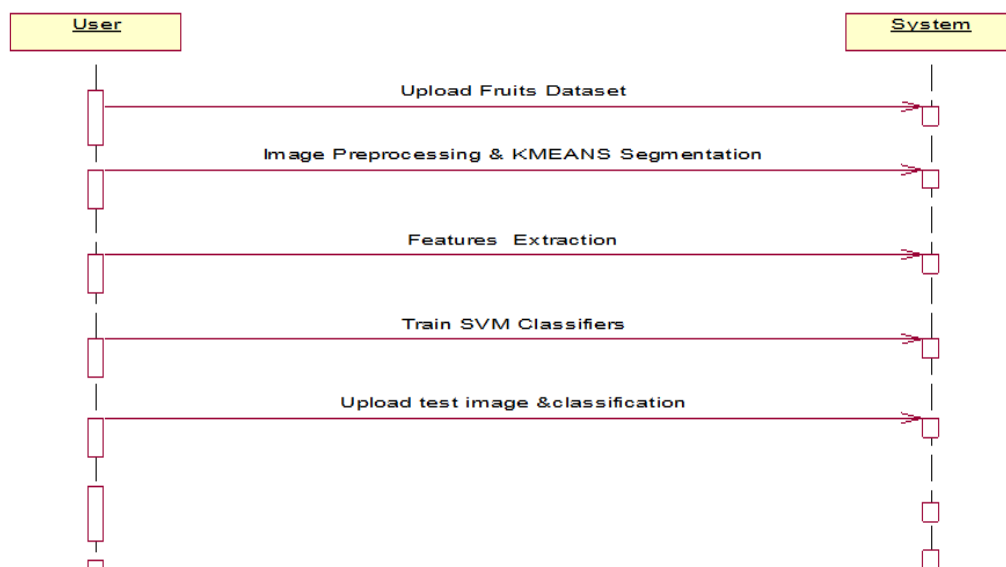 User
System
Upload Fruits Dataset
Image Preprocessing & KMEANS Segmentation
Features  Extraction
Train SVM Classifiers
Upload test image &classification